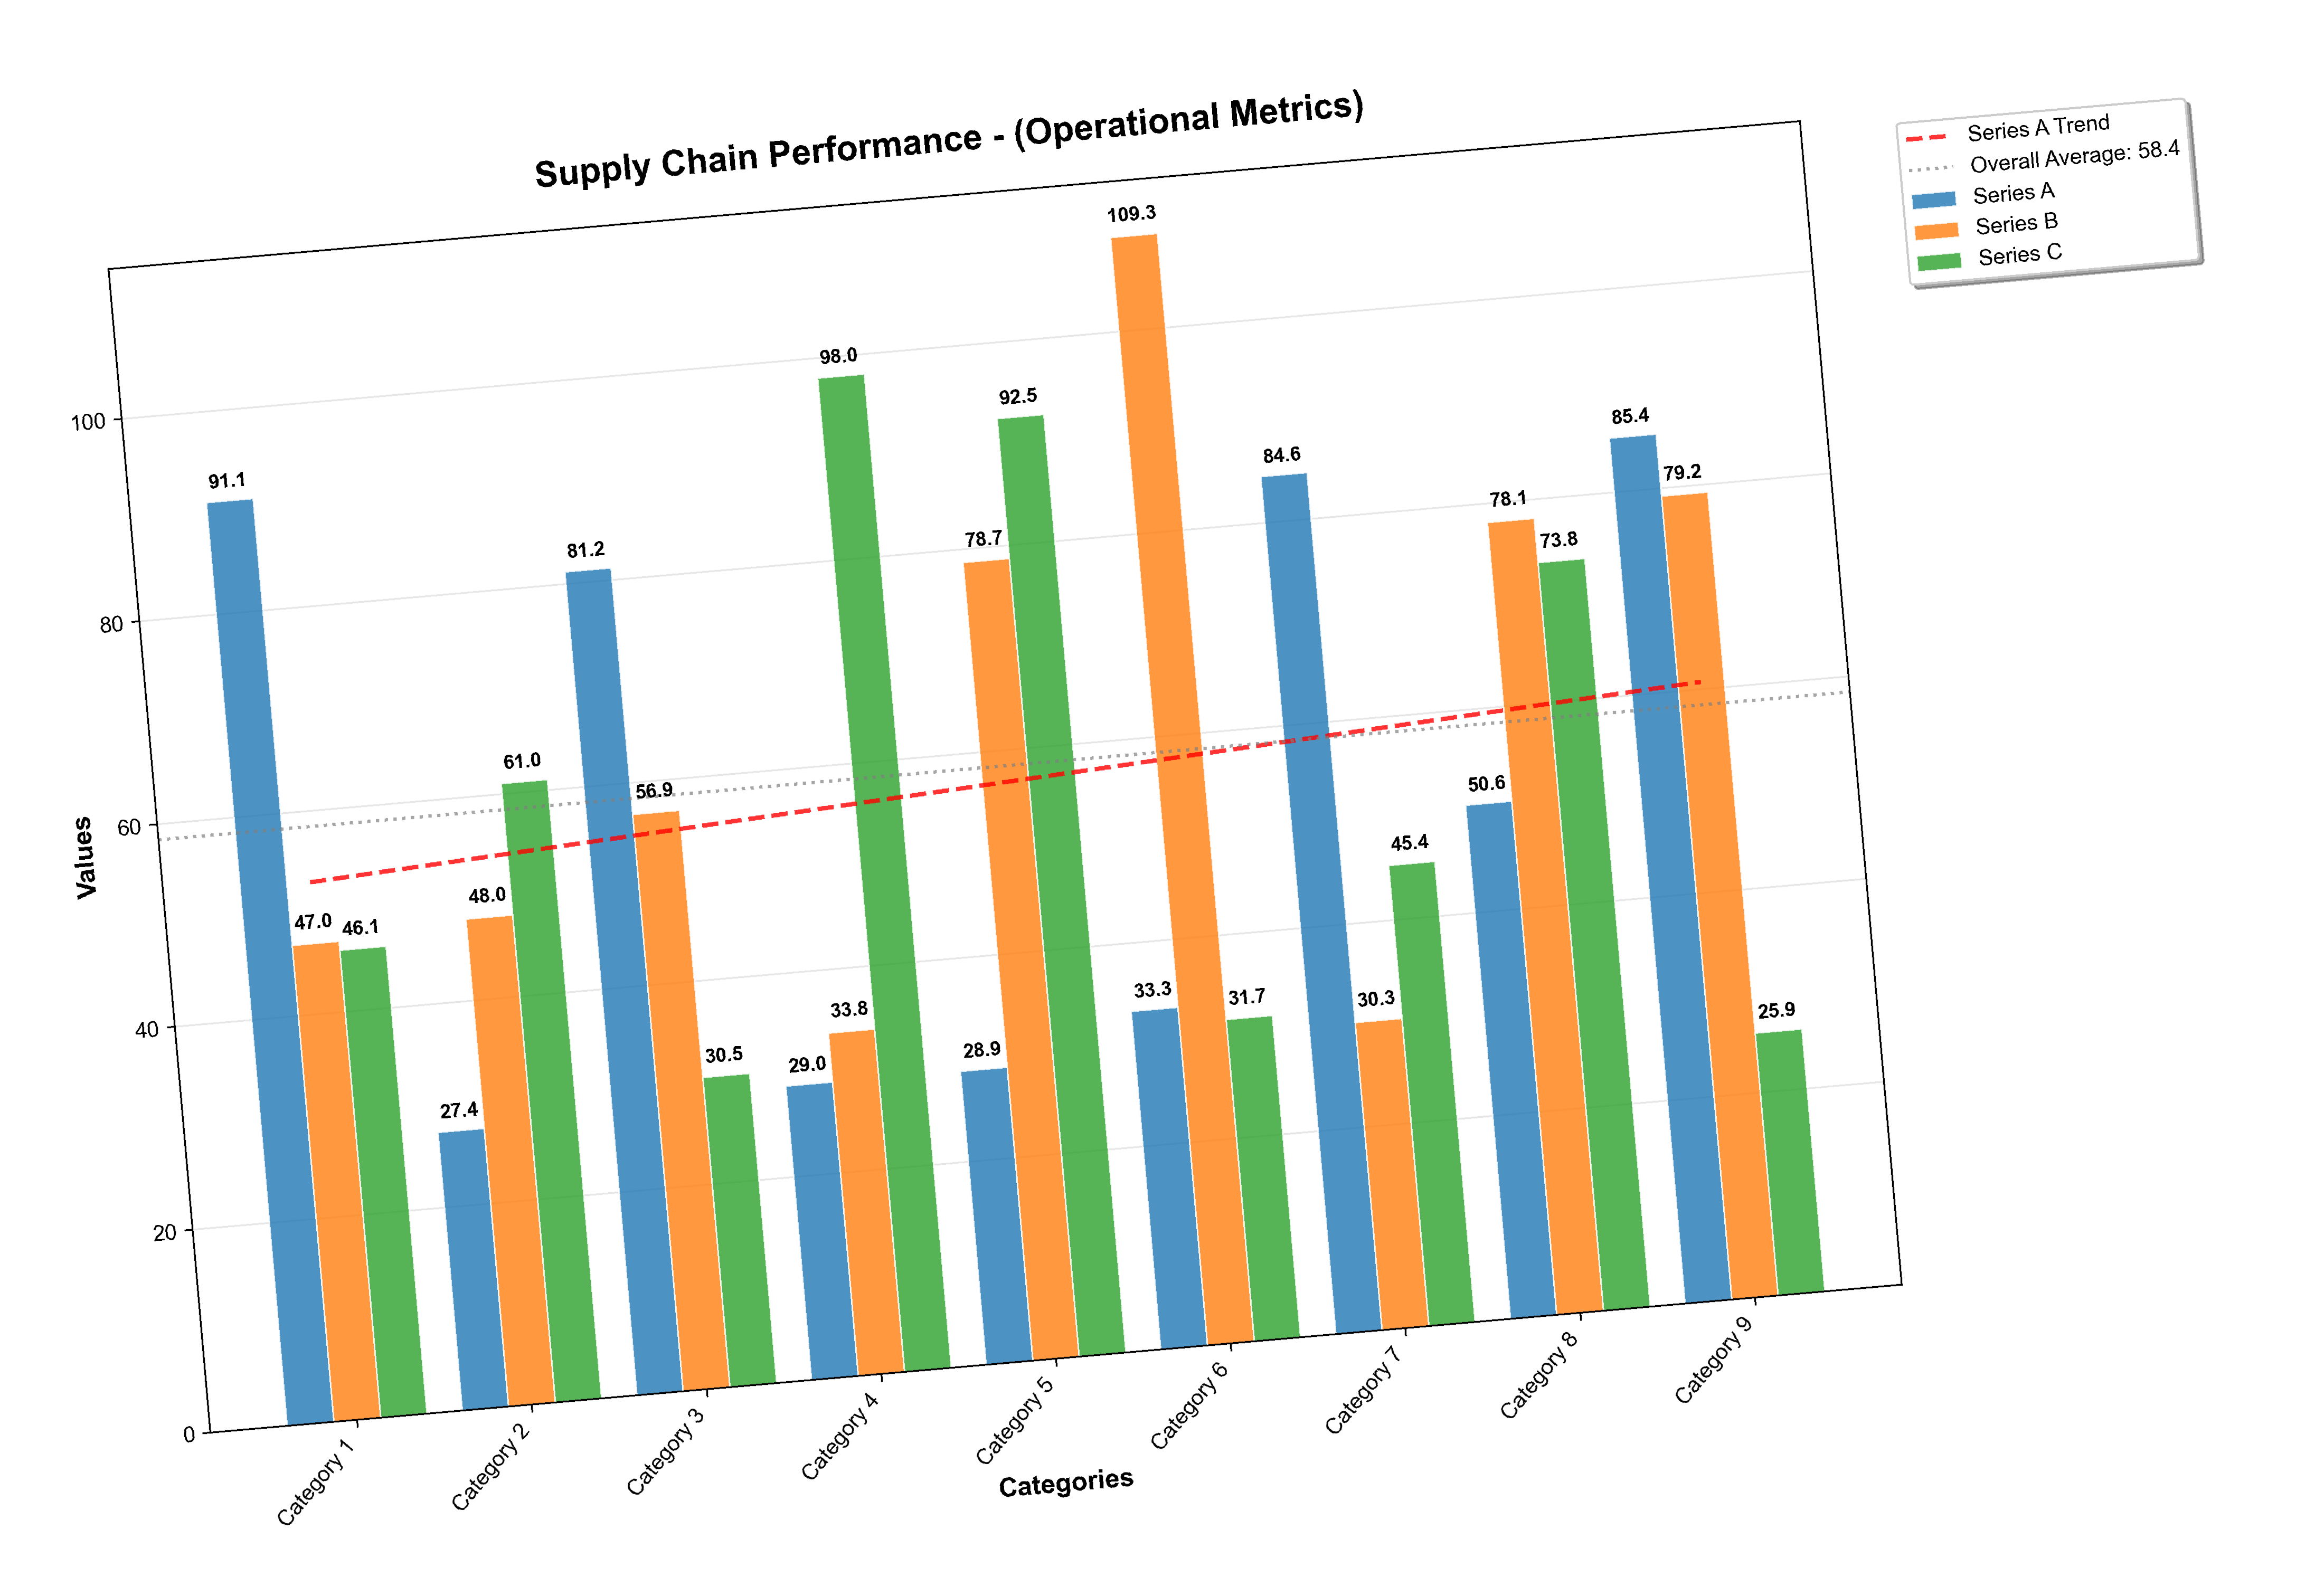 Supply Chain Performance - (Operational Metrics)
Series A Trend
Overall Average: 58.4
Series A
Series B
Series C
Values
100
80
60
40
20
0
91.1
47.0
46.1
27.4
48.0
61.0
81.2
56.9
30.5
29.0
33.8
98.0
28.9
78.7
92.5
33.3
109.3
31.7
84.6
30.3
45.4
50.6
78.1
73.8
85.4
79.2
25.9
Category 1
Category 2
Category 3
Category 4
Category 5
Category 6
Category 7
Category 8
Category 9
Categories